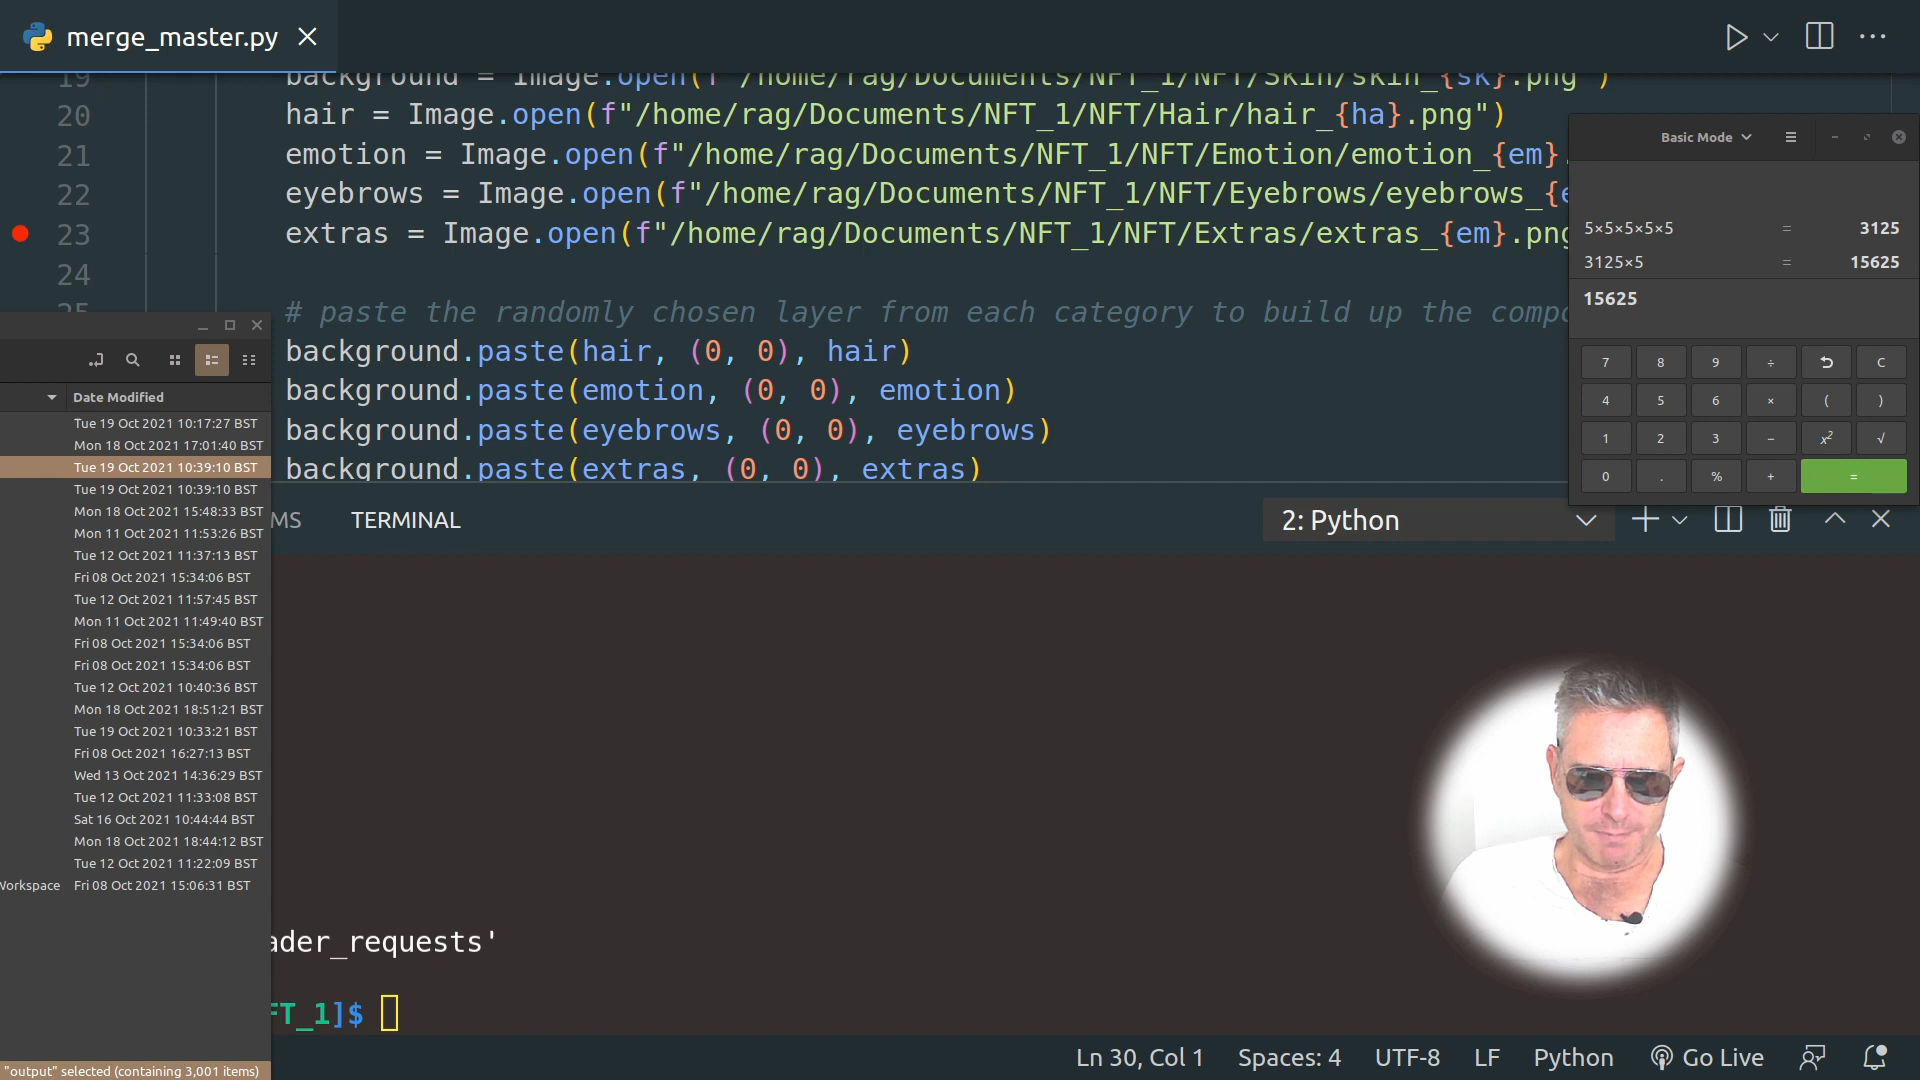 merge_master.py
19 background = Image.open(f"/home/rag/Documents/NFT_1/NFT/Skin/skin_{sk}.png")
20 hair = Image.open(f"/home/rag/Documents/NFT_1/NFT/Hair/hair_{ha}.png")
21 emotion = Image.open(f"/home/rag/Documents/NFT_1/NFT/Emotion/emotion_{em}.
22 eyebrows = Image.open(f"/home/rag/Documents/NFT_1/NFT/Eyebrows/eyebrows_{e
23 extras = Image.open(f"/home/rag/Documents/NFT_1/NFT/Extras/extras_{em}.png
24
25 # paste the randomly chosen layer from each category to build up the compo
background.paste(hair, (0, 0), hair)
background.paste(emotion, (0, 0), emotion)
background.paste(eyebrows, (0, 0), eyebrows)
background.paste(extras, (0, 0), extras)
Basic Mode
5×5×5×5×5 = 3125
3125×5 = 15625
15625
7 8 9 ÷ C
4 5 6 × ( )
1 2 3 − x² √
0 . % + =
Date Modified
Tue 19 Oct 2021 10:17:27 BST
Mon 18 Oct 2021 17:01:40 BST
Tue 19 Oct 2021 10:39:10 BST
Tue 19 Oct 2021 10:39:10 BST
Mon 18 Oct 2021 15:48:33 BST
Mon 11 Oct 2021 11:53:26 BST
Tue 12 Oct 2021 11:37:13 BST
Fri 08 Oct 2021 15:34:06 BST
Tue 12 Oct 2021 11:57:45 BST
Mon 11 Oct 2021 11:49:40 BST
Fri 08 Oct 2021 15:34:06 BST
Fri 08 Oct 2021 15:34:06 BST
Tue 12 Oct 2021 10:40:36 BST
Mon 18 Oct 2021 18:51:21 BST
Tue 19 Oct 2021 10:33:21 BST
Fri 08 Oct 2021 16:27:13 BST
Wed 13 Oct 2021 14:36:29 BST
Tue 12 Oct 2021 11:33:08 BST
Sat 16 Oct 2021 10:44:44 BST
Mon 18 Oct 2021 18:44:12 BST
Tue 12 Oct 2021 11:22:09 BST
Workspace Fri 08 Oct 2021 15:06:31 BST
"output" selected (containing 3,001 items)
MS TERMINAL 2: Python
ader_requests'
FT_1]$
Ln 30, Col 1 Spaces: 4 UTF-8 LF Python Go Live